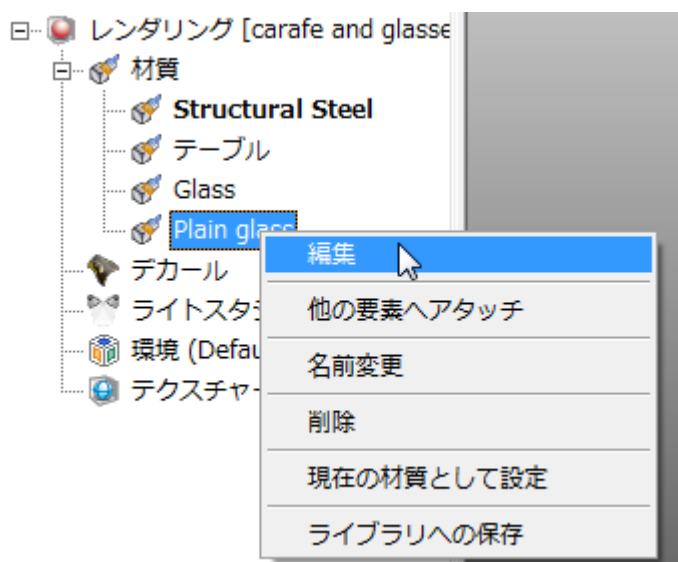 レンダリング [carafe and glasse
材質
Structural Steel
テーブル
Glass
Plain glass
デカール
ライトスタ
環境 (Defau
テクスチャー
編集
他の要素へアタッチ
名前変更
削除
現在の材質として設定
ライブラリへの保存